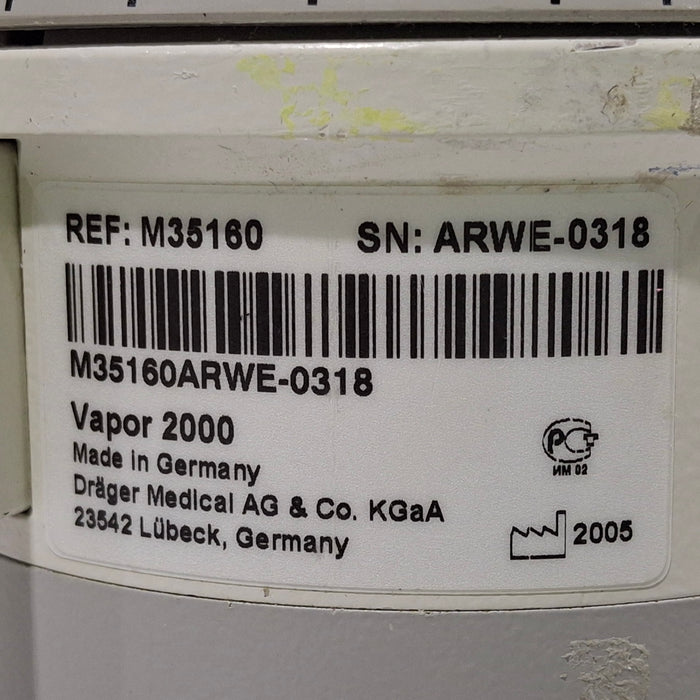 REF: M35160 SN: ARWE-0318
M35160ARWE-0318
Vapor 2000
Made in Germany
Dräger Medical AG & Co. KGaA
23542 Lübeck, Germany
РС
ИМ 02
2005